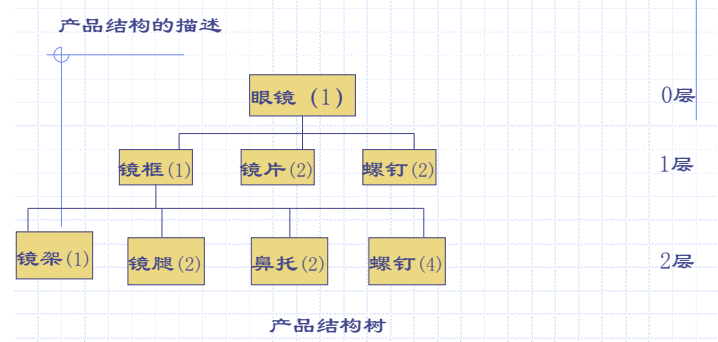 产品结构的描述
眼镜 (1)
0层
镜框(1)
镜片(2)
螺钉(2)
1层
镜架(1)
镜腿(2)
鼻托(2)
螺钉(4)
2层
产品结构树